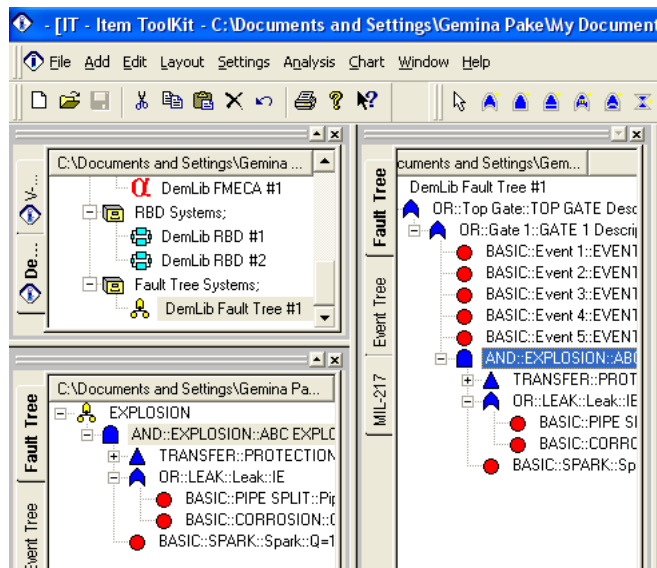 - [IT - Item ToolKit - C:\Documents and Settings\Gemina Pake\My Document
File Add Edit Layout Settings Analysis Chart Window Help
V-...
De...
C:\Documents and Settings\Gemina ...
DemLib FMECA #1
RBD Systems;
DemLib RBD #1
DemLib RBD #2
Fault Tree Systems;
DemLib Fault Tree #1
Fault Tree
Event Tree
C:\Documents and Settings\Gemina Pa...
EXPLOSION
AND::EXPLOSION::ABC EXPLO
TRANSFER::PROTECTION
OR::LEAK::Leak::IE
BASIC::PIPE SPLIT::Pip
BASIC::CORROSION::C
BASIC::SPARK::Spark::Q=1
Fault Tree
Event Tree
MIL-217
cuments and Settings\Gem...
DemLib Fault Tree #1
OR::Top Gate::TOP GATE Desc
OR::Gate 1::GATE 1 Descrip
BASIC::Event 1::EVENT
BASIC::Event 2::EVENT
BASIC::Event 3::EVENT
BASIC::Event 4::EVENT
BASIC::Event 5::EVENT
AND::EXPLOSION::AB
TRANSFER::PROT
OR::LEAK::Leak::IE
BASIC::PIPE SI
BASIC::CORRO
BASIC::SPARK::Sp